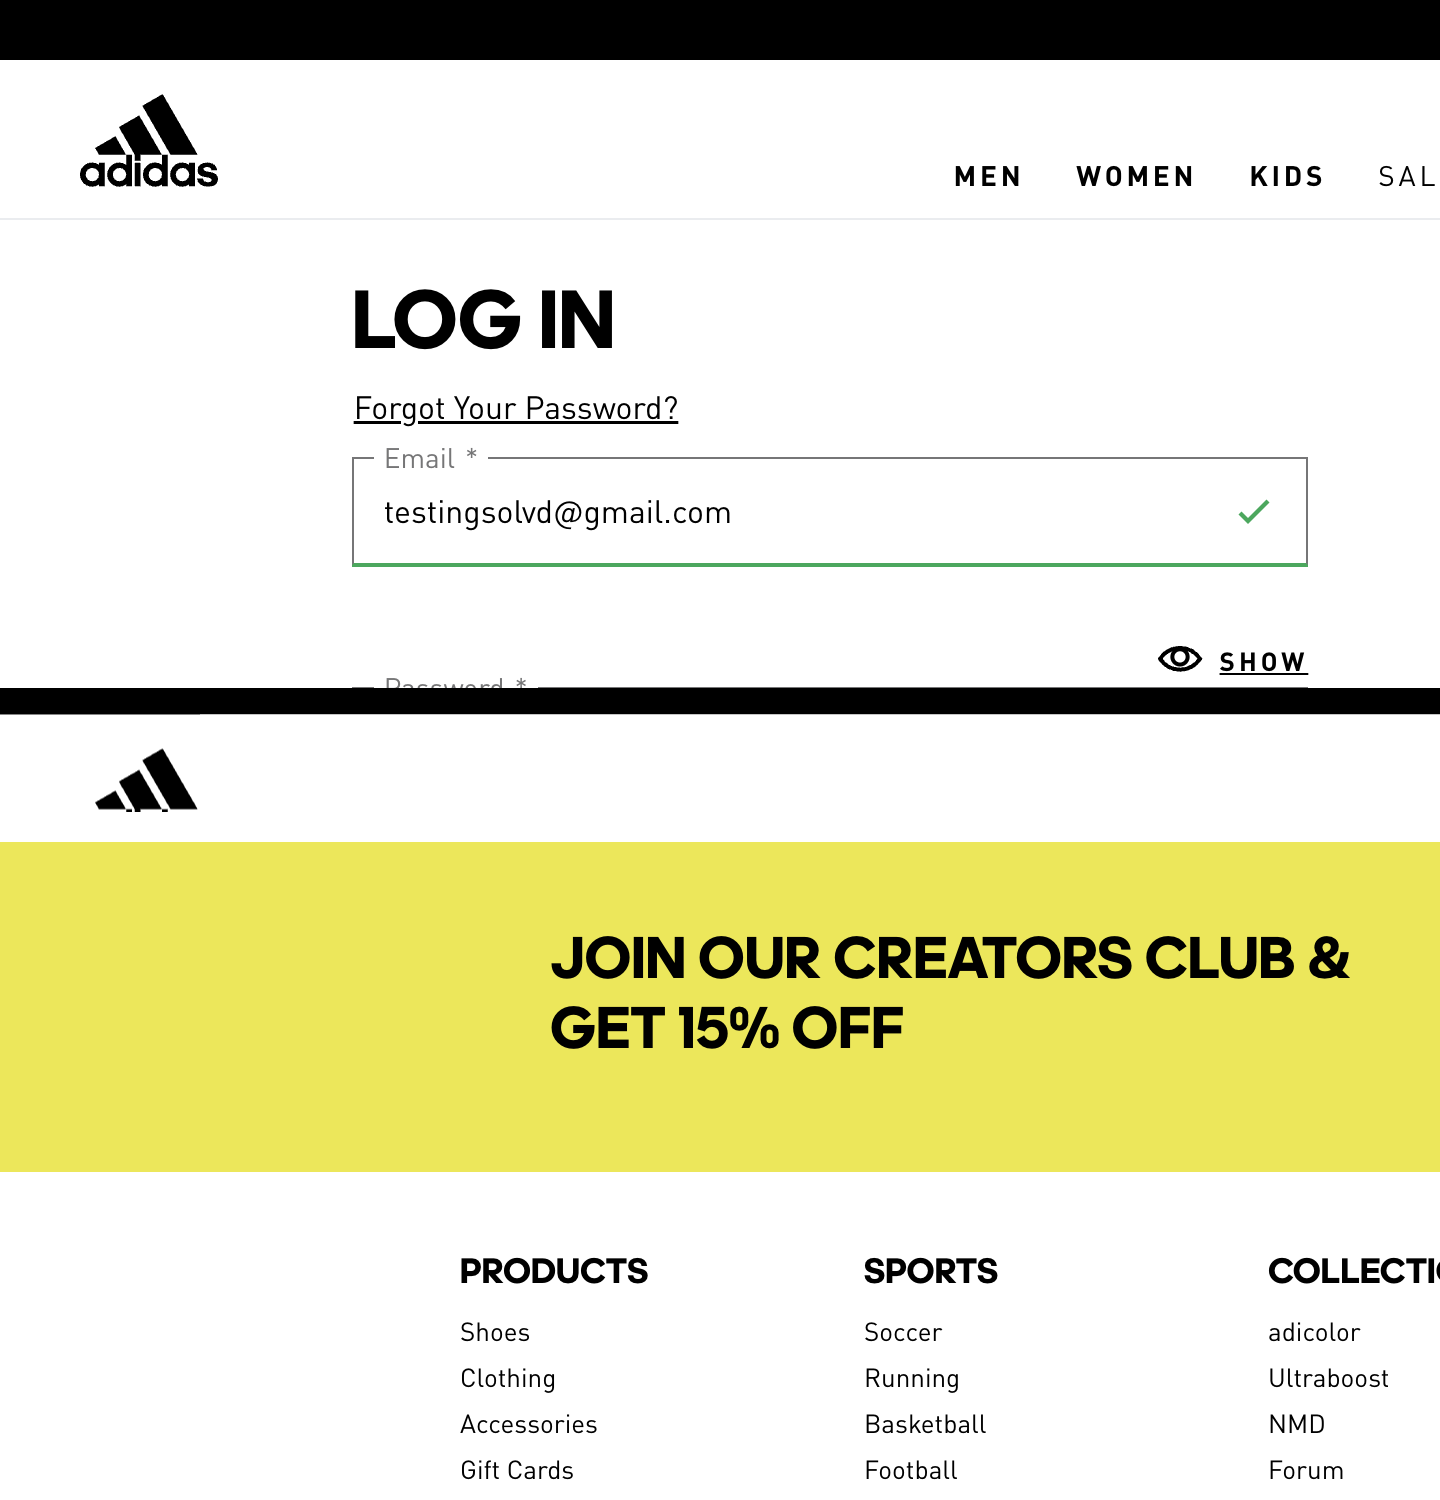 adidas
MEN WOMEN KIDS SAL
LOG IN
Forgot Your Password?
Email *
testingsolvd@gmail.com
SHOW
Password *
JOIN OUR CREATORS CLUB &
GET 15% OFF
PRODUCTS SPORTS COLLECTIO
Shoes Soccer adicolor
Clothing Running Ultraboost
Accessories Basketball NMD
Gift Cards Football Forum